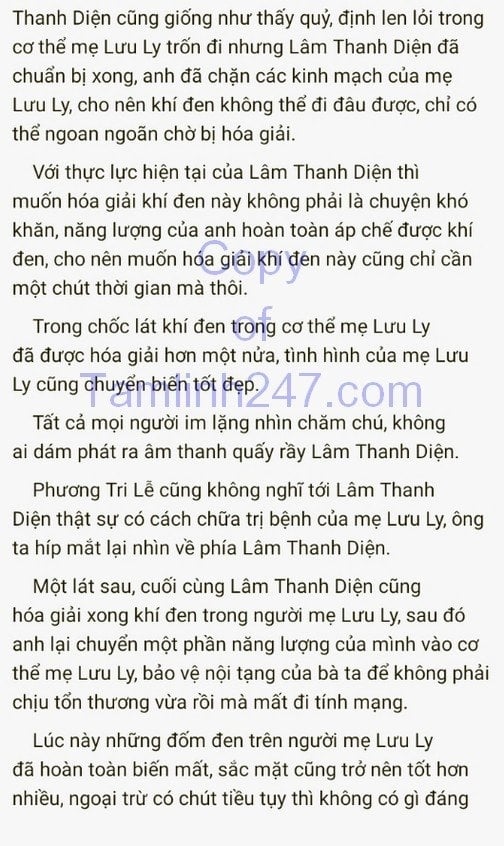 Thanh Diện cũng giống như thấy quỷ, định len lỏi trong
cơ thể mẹ Lưu Ly trốn đi nhưng Lâm Thanh Diện đã
chuẩn bị xong, anh đã chặn các kinh mạch của mẹ
Lưu Ly, cho nên khí đen không thể đi đâu được, chỉ có
thể ngoan ngoãn chờ bị hóa giải.
Với thực lực hiện tại của Lâm Thanh Diện thì
muốn hóa giải khí đen này không phải là chuyện khó
khăn, năng lượng của anh hoàn toàn áp chế được khí
đen, cho nên muốn hóa giải khí đen này cũng chỉ cần
một chút thời gian mà thôi.
Trong chốc lát khí đen trong cơ thể mẹ Lưu Ly
đã được hóa giải hơn một nửa, tình hình của mẹ Lưu
Ly cũng chuyển biến tốt đẹp.
Tất cả mọi người im lặng nhìn chăm chú, không
ai dám phát ra âm thanh quấy rầy Lâm Thanh Diện.
Phương Tri Lễ cũng không nghĩ tới Lâm Thanh
Diện thật sự có cách chữa trị bệnh của mẹ Lưu Ly, ông
ta híp mắt lại nhìn về phía Lâm Thanh Diện.
Một lát sau, cuối cùng Lâm Thanh Diện cũng
hóa giải xong khí đen trong người mẹ Lưu Ly, sau đó
anh lại chuyển một phần năng lượng của mình vào cơ
thể mẹ Lưu Ly, bảo vệ nội tạng của bà ta để không phải
chịu tổn thương vừa rồi mà mất đi tính mạng.
Lúc này những đốm đen trên người mẹ Lưu Ly
đã hoàn toàn biến mất, sắc mặt cũng trở nên tốt hơn
nhiều, ngoại trừ có chút tiều tụy thì không có gì đáng
Copy
of
Tamlinh247.com